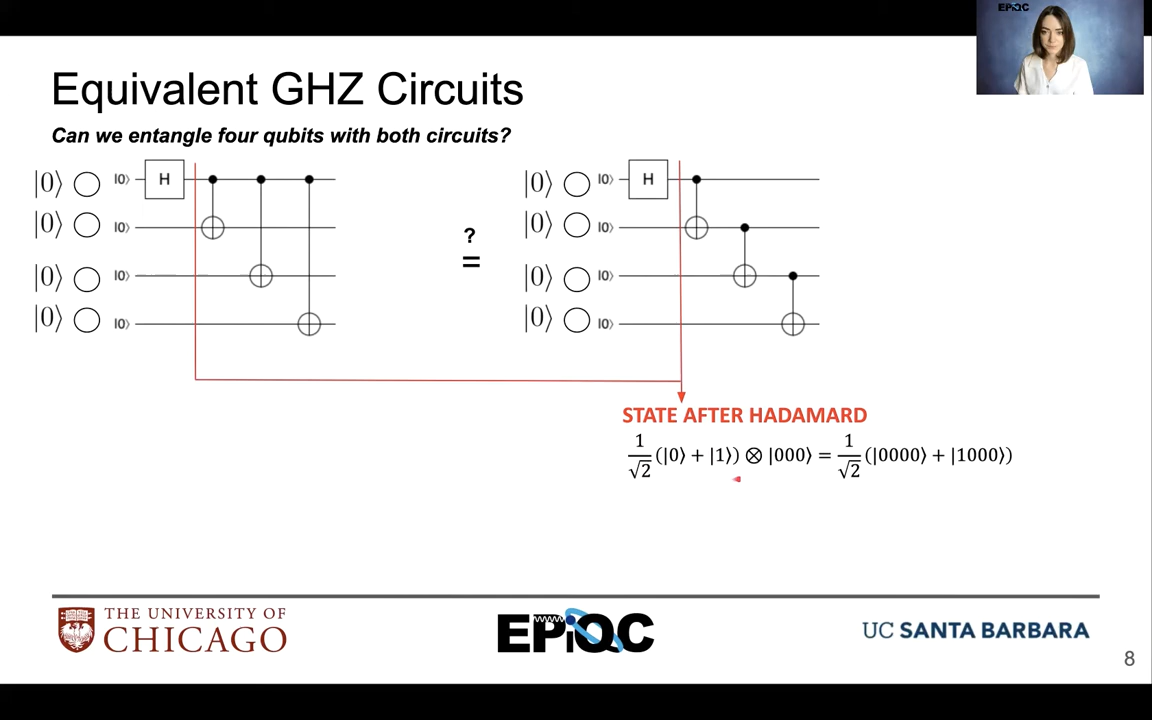 EPiQC
Equivalent GHZ Circuits
Can we entangle four qubits with both circuits?
|0⟩ |0⟩ H
|0⟩ |0⟩
|0⟩ |0⟩
|0⟩ |0⟩
?
=
|0⟩ |0⟩ H
|0⟩ |0⟩
|0⟩ |0⟩
|0⟩ |0⟩
STATE AFTER HADAMARD
1/√2 (|0⟩ + |1⟩) ⊗ |000⟩ = 1/√2 (|0000⟩ + |1000⟩)
THE UNIVERSITY OF
CHICAGO
EPiQC
UC SANTA BARBARA
8